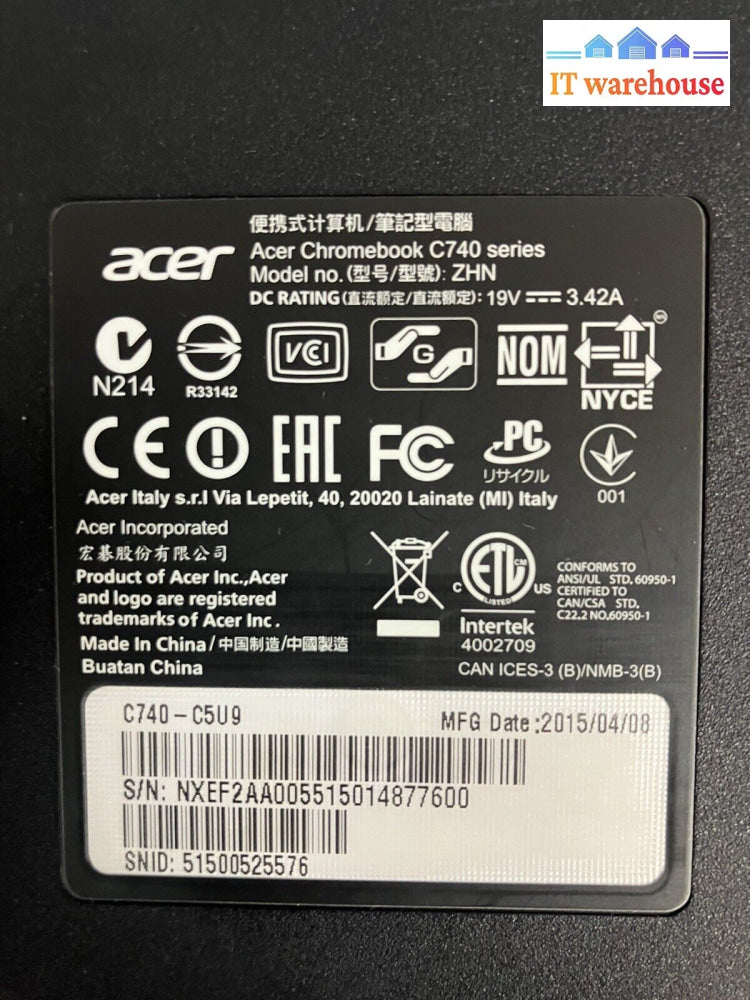 IT warehouse
便携式计算机/筆記型電腦
acer
Acer Chromebook C740 series
Model no.(型号/型號): ZHN
DC RATING(直流额定/直流額定): 19V 3.42A
N214
R33142
VCI
G
NOM
NYCE
CE
EAC
FC
PC
リサイクル
001
Acer Italy s.r.l Via Lepetit, 40, 20020 Lainate (MI) Italy
Acer Incorporated
宏碁股份有限公司
Product of Acer Inc.,Acer
and logo are registered
trademarks of Acer Inc.
Made In China/中国制造/中國製造
Buatan China
ETL CM
C US
LISTED
Intertek
4002709
CONFORMS TO
ANSI/UL STD. 60950-1
CERTIFIED TO
CAN/CSA STD.
C22.2 NO.60950-1
CAN ICES-3 (B)/NMB-3(B)
C740-C5U9
MFG Date:2015/04/08
S/N: NXEF2AA005515014877600
SNID: 51500525576